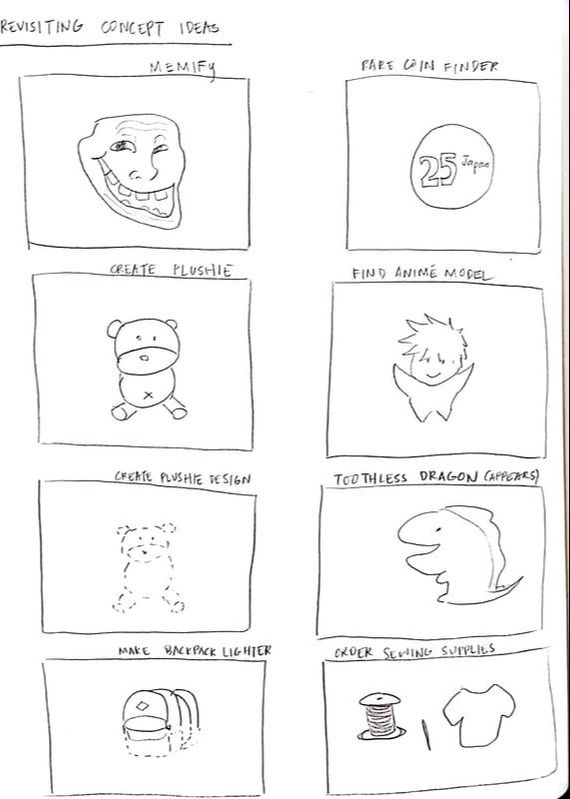 REVISITING CONCEPT IDEAS
MEMIFY
RARE COIN FINDER
25 Japan
CREATE PLUSHIE
FIND ANIMÉ MODEL
CREATE PLUSHIE DESIGN
TOOTHLESS DRAGON (APPEARS)
MAKE BACKPACK LIGHTER
ORDER SEWING SUPPLIES